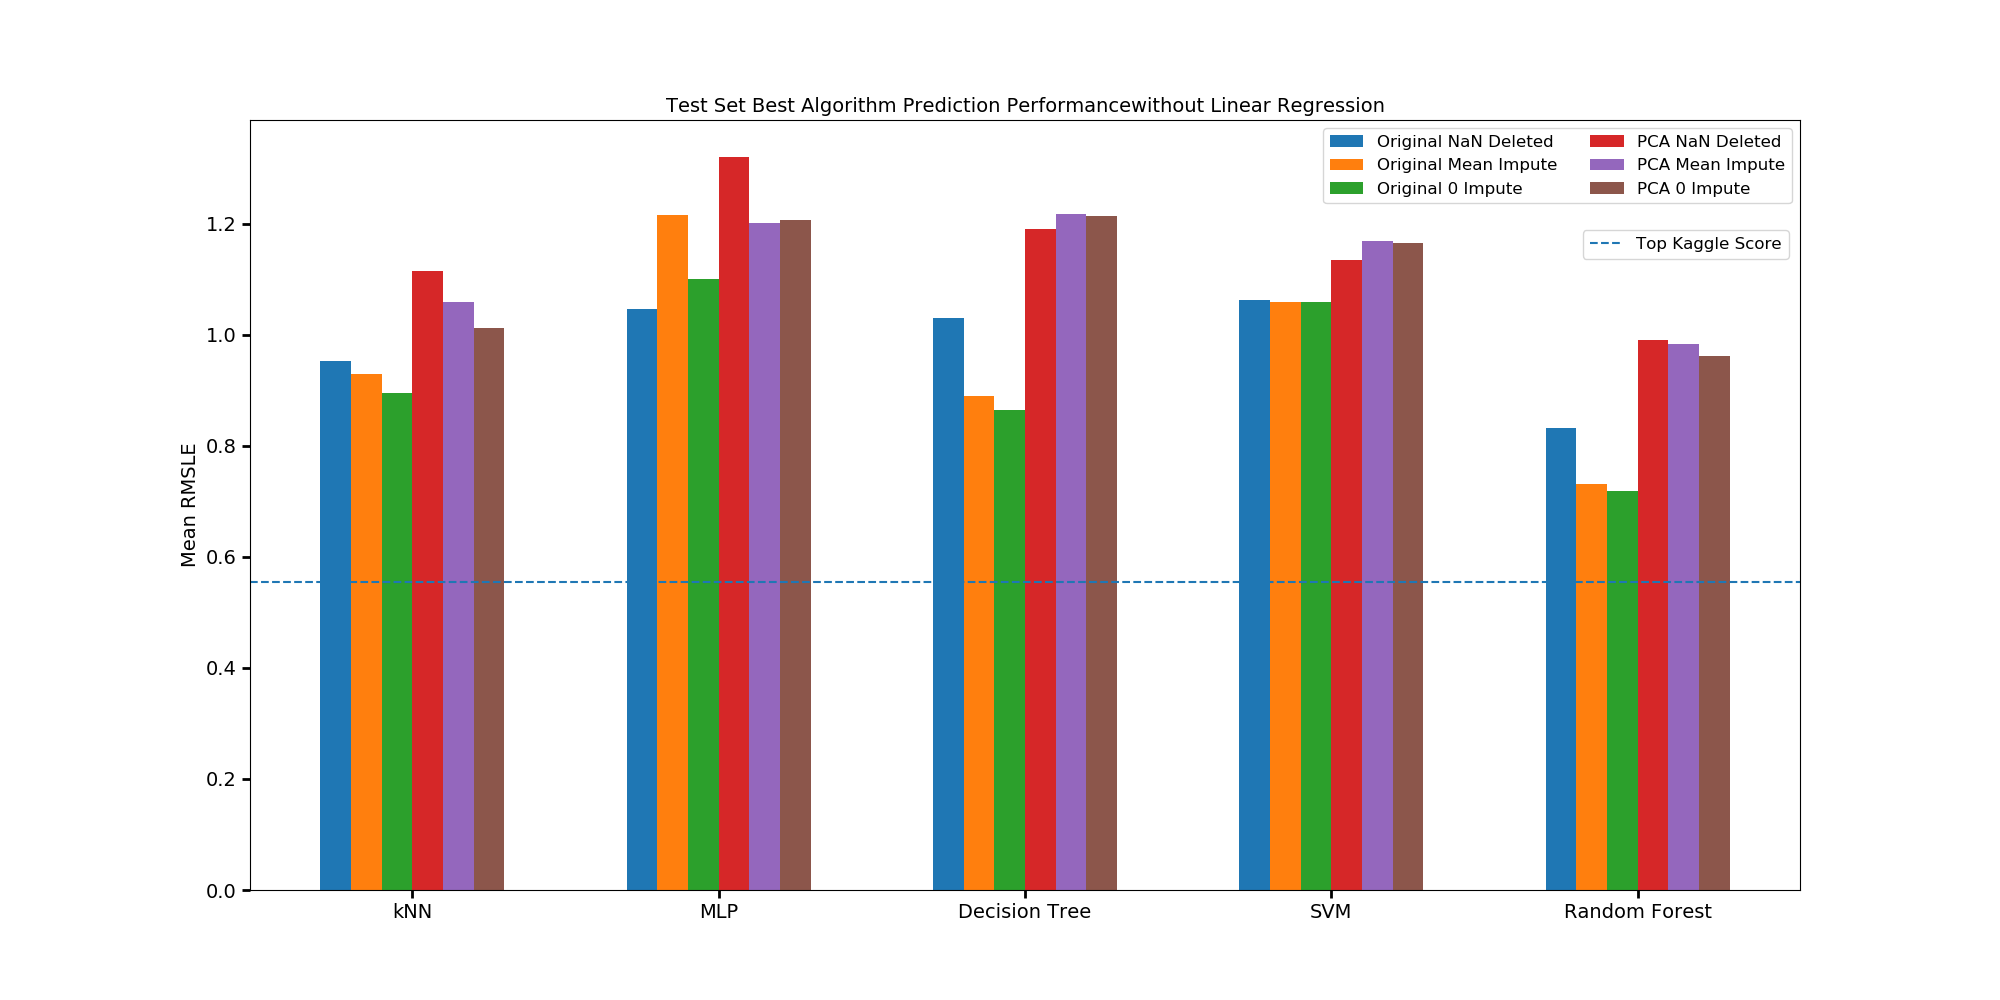 Test Set Best Algorithm Prediction Performancewithout Linear Regression
Original NaN Deleted
Original Mean Impute
Original 0 Impute
PCA NaN Deleted
PCA Mean Impute
PCA 0 Impute
Top Kaggle Score
Mean RMSLE
1.2
1.0
0.8
0.6
0.4
0.2
0.0
kNN
MLP
Decision Tree
SVM
Random Forest